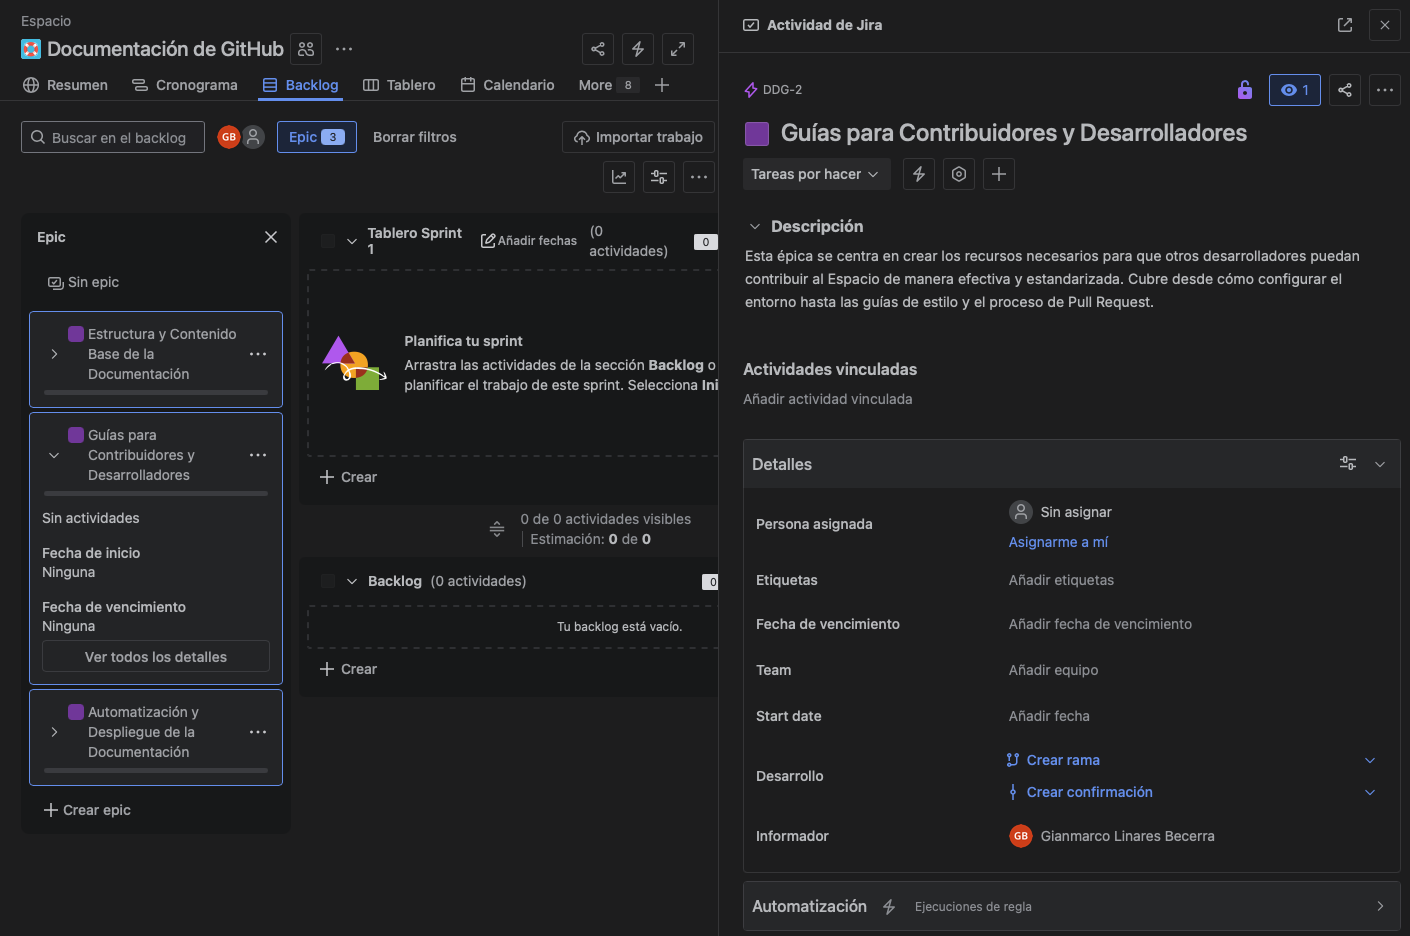 Espacio
Documentación de GitHub
Resumen
Cronograma
Backlog
Tablero
Calendario
More 8
Buscar en el backlog
GB
Epic 3
Borrar filtros
Importar trabajo
Epic
Sin epic
Estructura y Contenido
Base de la
Documentación
Guías para
Contribuidores y
Desarrolladores
Sin actividades
Fecha de inicio
Ninguna
Fecha de vencimiento
Ninguna
Ver todos los detalles
Automatización y
Despliegue de la
Documentación
Crear epic
Tablero Sprint
1
Añadir fechas
(0
actividades)
0
Planifica tu sprint
Arrastra las actividades de la sección Backlog o
planificar el trabajo de este sprint. Selecciona Ini
Crear
0 de 0 actividades visibles
Estimación: 0 de 0
Backlog (0 actividades)
0
Tu backlog está vacío.
Crear
Actividad de Jira
DDG-2
1
Guías para Contribuidores y Desarrolladores
Tareas por hacer
Descripción
Esta épica se centra en crear los recursos necesarios para que otros desarrolladores puedan
contribuir al Espacio de manera efectiva y estandarizada. Cubre desde cómo configurar el
entorno hasta las guías de estilo y el proceso de Pull Request.
Actividades vinculadas
Añadir actividad vinculada
Detalles
Persona asignada
Sin asignar
Asignarme a mí
Etiquetas
Añadir etiquetas
Fecha de vencimiento
Añadir fecha de vencimiento
Team
Añadir equipo
Start date
Añadir fecha
Desarrollo
Crear rama
Crear confirmación
Informador
GB
Gianmarco Linares Becerra
Automatización
Ejecuciones de regla